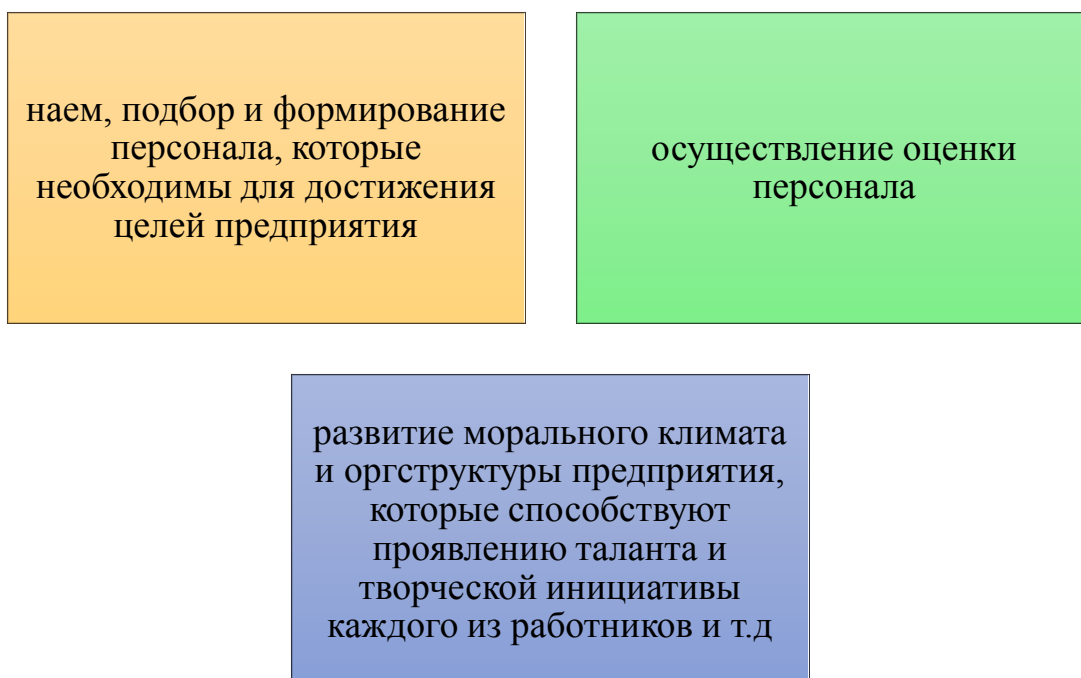 наем, подбор и формирование
персонала, которые
необходимы для достижения
целей предприятия
осуществление оценки
персонала
развитие морального климата
и оргструктуры предприятия,
которые способствуют
проявлению таланта и
творческой инициативы
каждого из работников и т.д